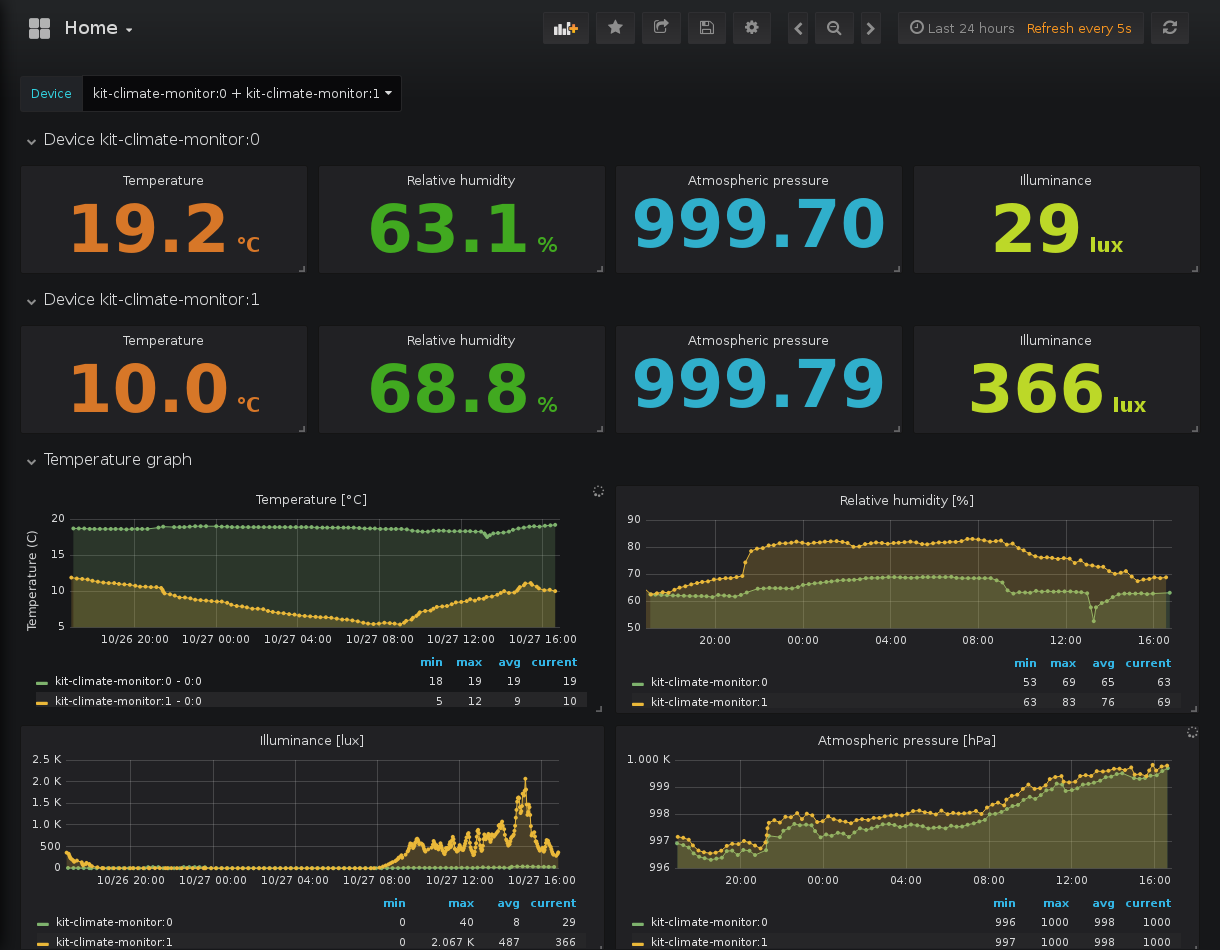 Home
Last 24 hours Refresh every 5s
Device kit-climate-monitor:0 + kit-climate-monitor:1
Device kit-climate-monitor:0
Temperature Relative humidity Atmospheric pressure Illuminance
19.2 °C 63.1 % 999.70 29 lux
Device kit-climate-monitor:1
Temperature Relative humidity Atmospheric pressure Illuminance
10.0 °C 68.8 % 999.79 366 lux
Temperature graph
Temperature [°C]
Temperature (C)
20
15
10
5
10/26 20:00 10/27 00:00 10/27 04:00 10/27 08:00 10/27 12:00 10/27 16:00
min max avg current
kit-climate-monitor:0 - 0:0 18 19 19 19
kit-climate-monitor:1 - 0:0 5 12 9 10
Relative humidity [%]
90
80
70
60
50
20:00 00:00 04:00 08:00 12:00 16:00
min max avg current
kit-climate-monitor:0 53 69 65 63
kit-climate-monitor:1 63 83 76 69
Illuminance [lux]
2.5 K
2.0 K
1.5 K
1.0 K
500
0
10/26 20:00 10/27 00:00 10/27 04:00 10/27 08:00 10/27 12:00 10/27 16:00
min max avg current
kit-climate-monitor:0 0 40 8 29
kit-climate-monitor:1 0 2.067 K 487 366
Atmospheric pressure [hPa]
1.000 K
999
998
997
996
20:00 00:00 04:00 08:00 12:00 16:00
min max avg current
kit-climate-monitor:0 996 1000 998 1000
kit-climate-monitor:1 997 1000 998 1000